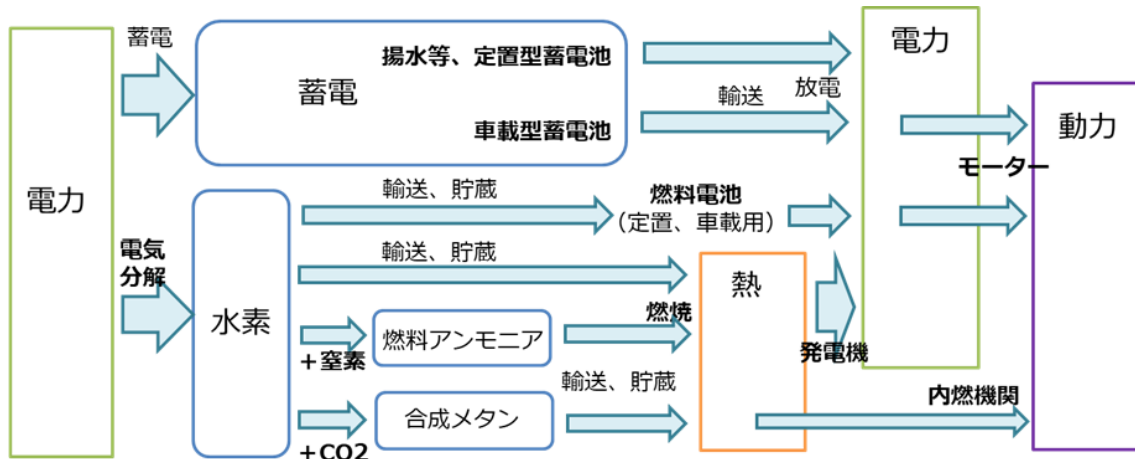 蓄電
電力
蓄電
揚水等、定置型蓄電池
車載型蓄電池
輸送
放電
電力
動力
モーター
電気
分解
水素
輸送、貯蔵
燃料電池
（定置、車載用）
輸送、貯蔵
熱
＋窒素
燃料アンモニア
燃焼
発電機
＋CO2
合成メタン
輸送、貯蔵
内燃機関